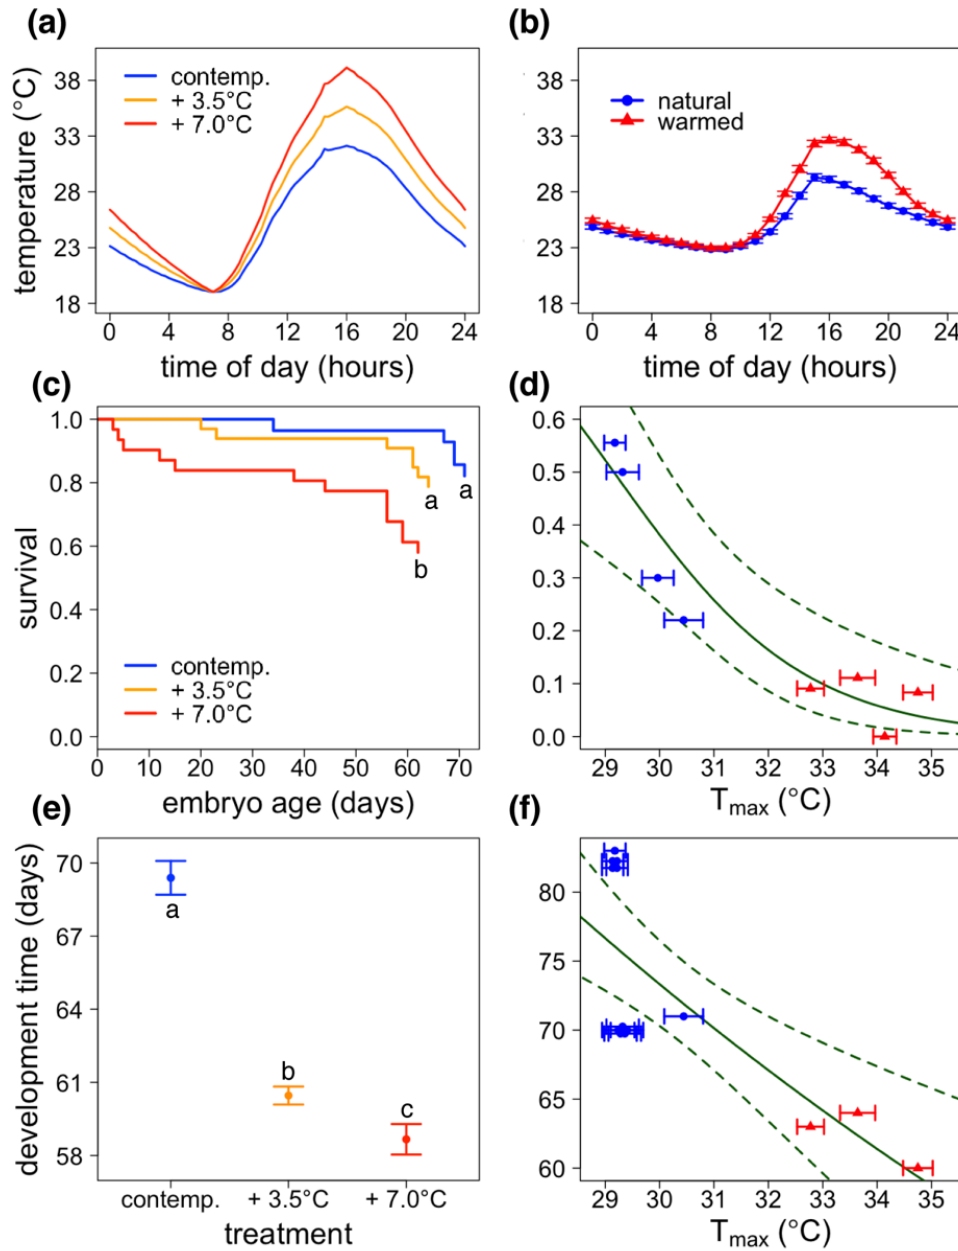 (a)
temperature (°C)
38
33
28
23
18
contemp.
+ 3.5°C
+ 7.0°C
0 4 8 12 16 20 24
time of day (hours)
(b)
38
33
28
23
18
natural
warmed
0 4 8 12 16 20 24
time of day (hours)
(c)
survival
1.0
0.8
0.6
0.4
0.2
0.0
a
a
b
contemp.
+ 3.5°C
+ 7.0°C
0 10 20 30 40 50 60 70
embryo age (days)
(d)
0.6
0.5
0.4
0.3
0.2
0.1
0.0
29 30 31 32 33 34 35
Tmax (°C)
(e)
development time (days)
70
67
64
61
58
a
b
c
contemp. + 3.5°C + 7.0°C
treatment
(f)
80
75
70
65
60
29 30 31 32 33 34 35
Tmax (°C)